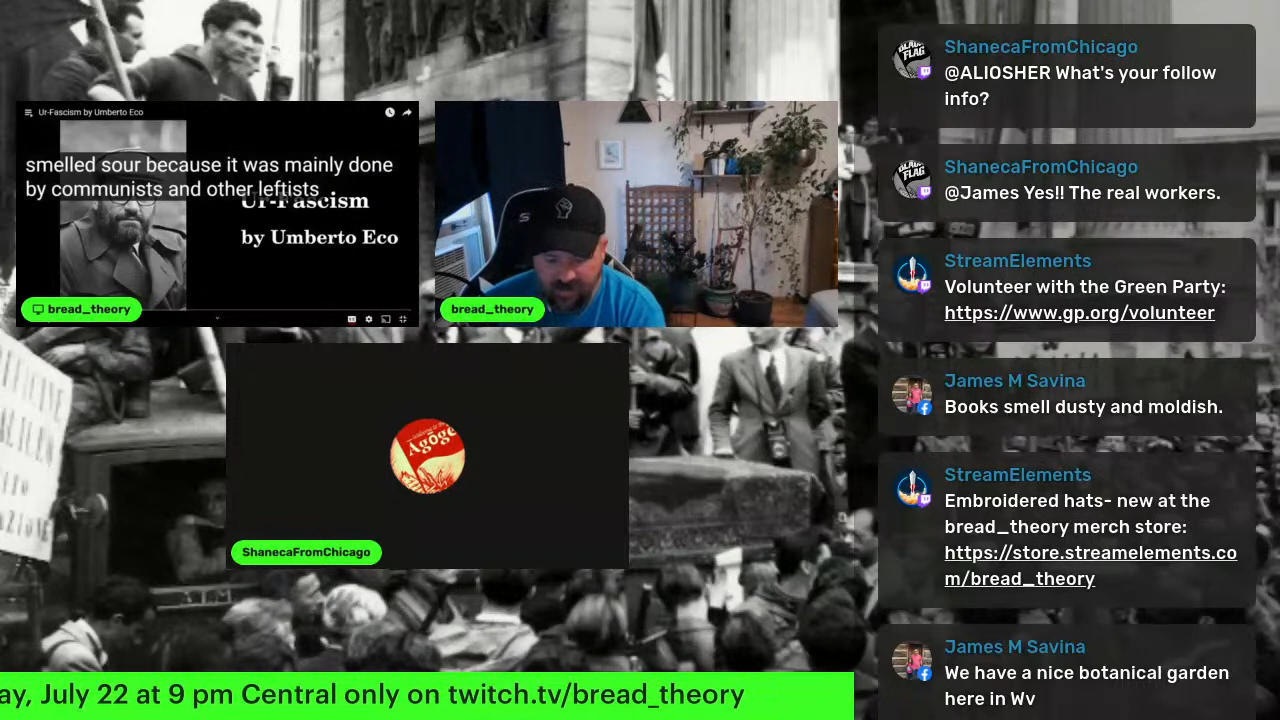 Ur-Fascism by Umberto Eco
smelled sour because it was mainly done
by communists and other leftists
Ur-Fascism
by Umberto Eco
bread_theory
bread_theory
Agōge
ShanecaFromChicago
ay, July 22 at 9 pm Central only on twitch.tv/bread_theory
ShanecaFromChicago
@ALIOSHER What's your follow
info?
ShanecaFromChicago
@James Yes!! The real workers.
StreamElements
Volunteer with the Green Party:
https://www.gp.org/volunteer
James M Savina
Books smell dusty and moldish.
StreamElements
Embroidered hats- new at the
bread_theory merch store:
https://store.streamelements.co
m/bread_theory
James M Savina
We have a nice botanical garden
here in Wv